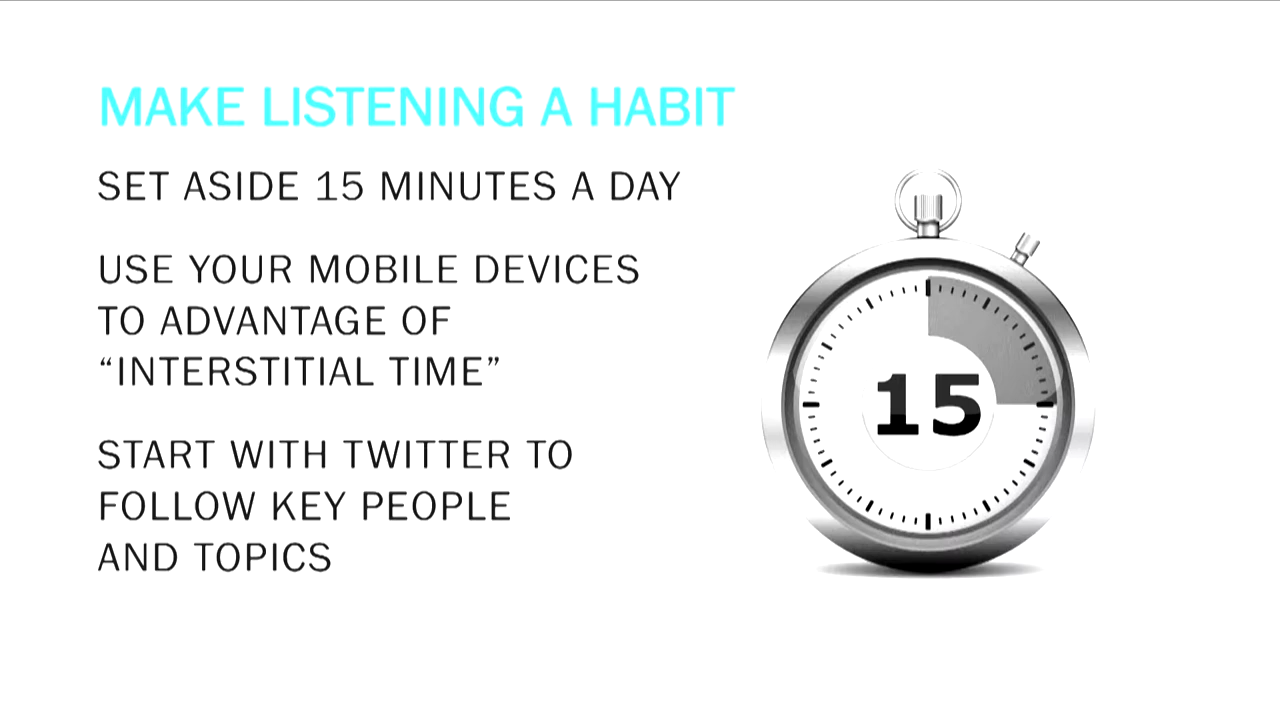 MAKE LISTENING A HABIT
SET ASIDE 15 MINUTES A DAY
USE YOUR MOBILE DEVICES
TO ADVANTAGE OF
“INTERSTITIAL TIME”
START WITH TWITTER TO
FOLLOW KEY PEOPLE
AND TOPICS
15